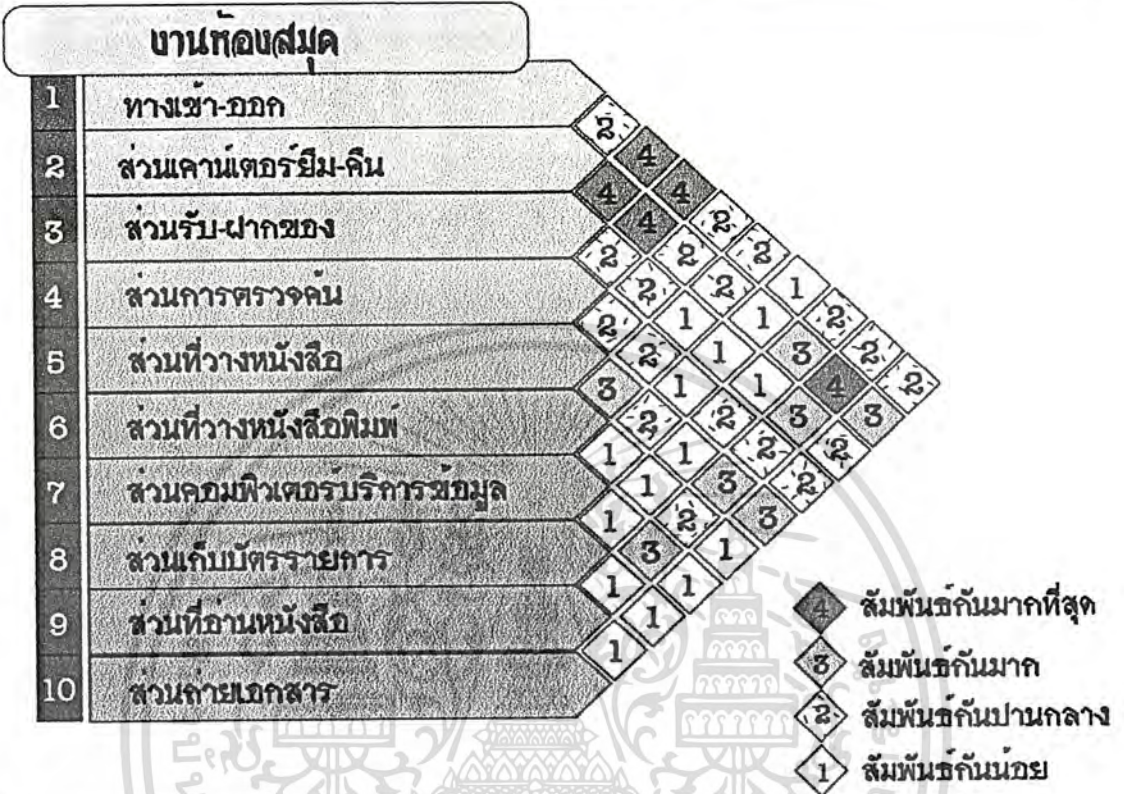 งานห้องสมุด
1 ทางเข้า-ออก
2 ส่วนเคาน์เตอร์ยืม-คืน
3 ส่วนรับ-ฝากของ
4 ส่วนการตรวจค้น
5 ส่วนที่วางหนังสือ
6 ส่วนที่วางหนังสือพิมพ์
7 ส่วนคอมพิวเตอร์บริการข้อมูล
8 ส่วนเก็บบัตรรายการ
9 ส่วนที่อ่านหนังสือ
10 ส่วนถ่ายเอกสาร
2
4
4 4
4 2
2 2 2
2 2 1
2 1 1 2
2 1 3 2
3 1 1 4 2
2 2 3 3
1 1 2 2
1 3 2
1 2 3
3 1
1 1
1
1
4 สัมพันธ์กันมากที่สุด
3 สัมพันธ์กันมาก
2 สัมพันธ์กันปานกลาง
1 สัมพันธ์กันน้อย